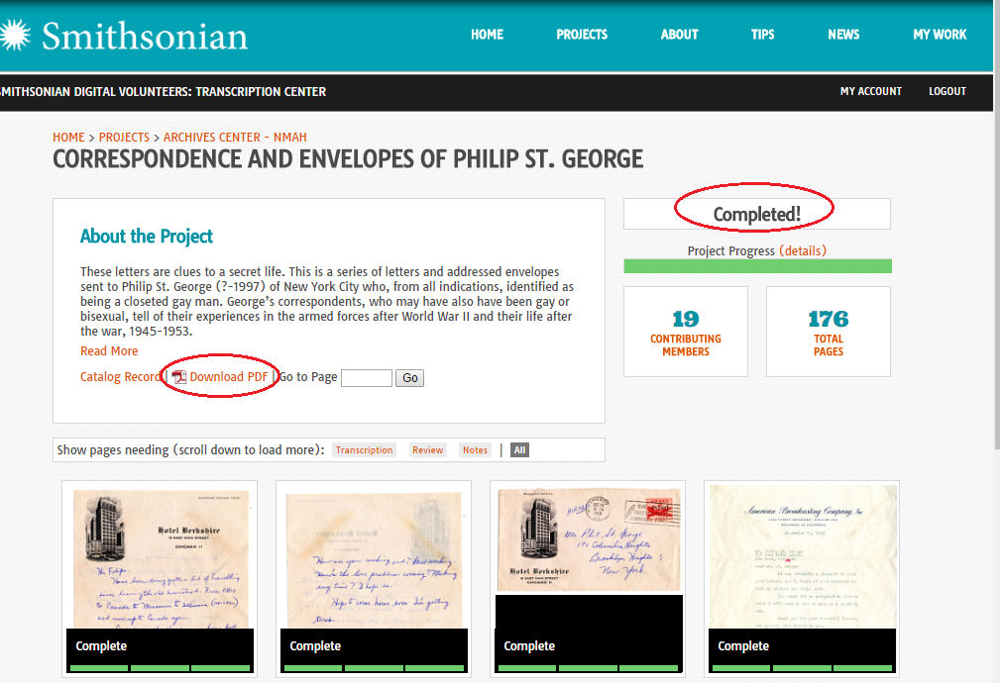 Smithsonian
HOME PROJECTS ABOUT TIPS NEWS MY WORK
SMITHSONIAN DIGITAL VOLUNTEERS: TRANSCRIPTION CENTER
MY ACCOUNT LOGOUT
HOME > PROJECTS > ARCHIVES CENTER - NMAH
CORRESPONDENCE AND ENVELOPES OF PHILIP ST. GEORGE
About the Project
These letters are clues to a secret life. This is a series of letters and addressed envelopes
sent to Philip St. George (?-1997) of New York City who, from all indications, identified as
being a closeted gay man. George's correspondents, who may have also have been gay or
bisexual, tell of their experiences in the armed forces after World War II and their life after
the war, 1945-1953.
Read More
Catalog Record | Download PDF | Go to Page Go
Completed!
Project Progress (details)
19
CONTRIBUTING
MEMBERS
176
TOTAL
PAGES
Show pages needing (scroll down to load more): Transcription Review Notes | All
Hotel Berkshire
CHICAGO 11
Complete
How are you making out?
Complete
Mr. Phil St. George
Columbia Heights
Brooklyn Heights
New York
Hotel Berkshire
CHICAGO 11
Complete
American Broadcasting Company, Inc.
Complete